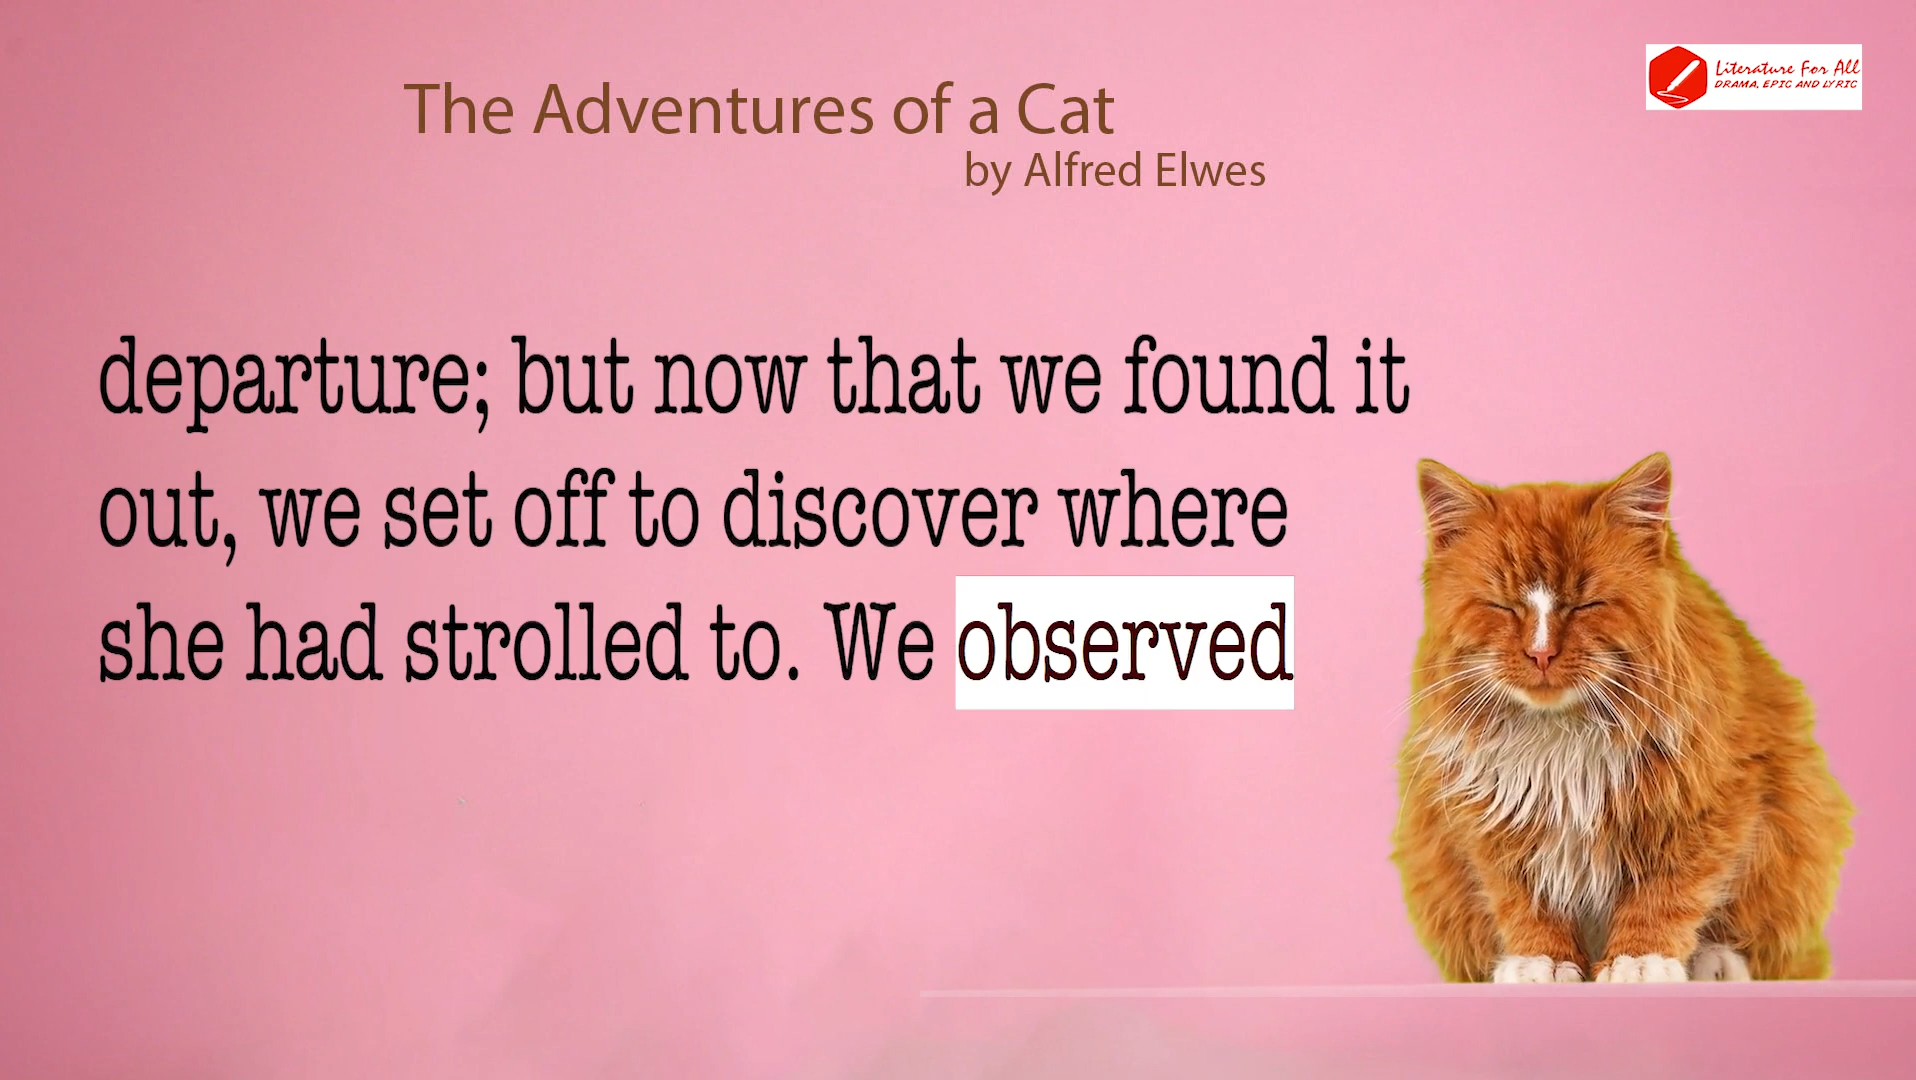 Literature For All
DRAMA, EPIC AND LYRIC
The Adventures of a Cat
by Alfred Elwes
departure; but now that we found it
out, we set off to discover where
she had strolled to. We observed